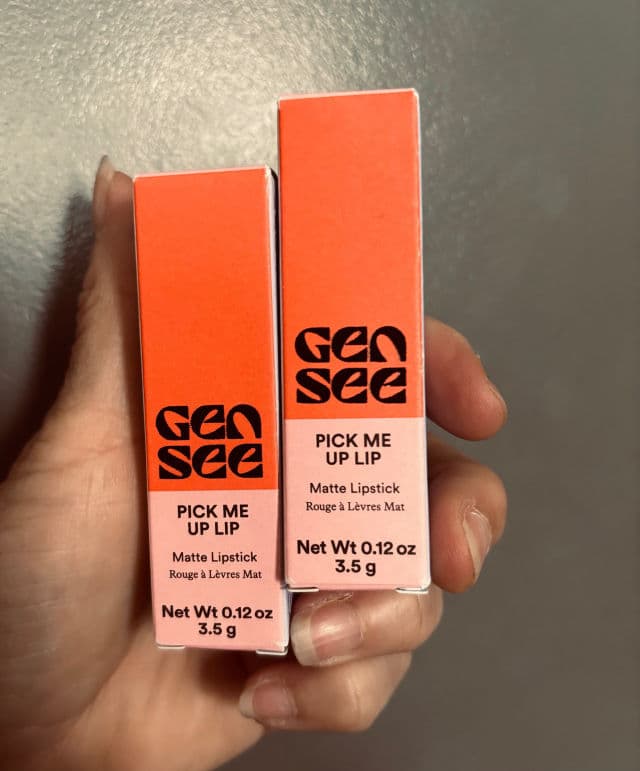 GEN
SEE
PICK ME
UP LIP
Matte Lipstick
Rouge à Lèvres Mat
Net Wt 0.12 oz
3.5 g
GEN
SEE
PICK ME
UP LIP
Matte Lipstick
Rouge à Lèvres Mat
Net Wt 0.12 oz
3.5 g